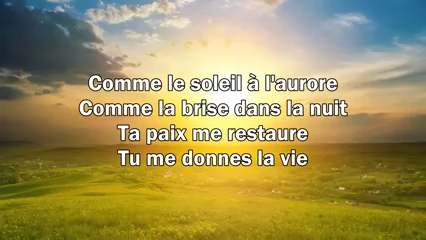 Comme le soleil à l'aurore
Comme la brise dans la nuit
Ta paix me restaure
Tu me donnes la vie